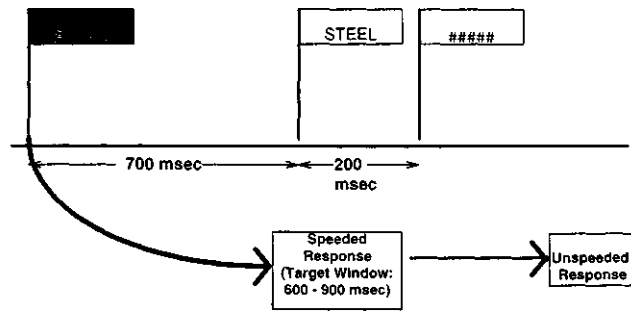 STEEL
#####
700 msec
200
msec
Speeded
Response
(Target Window:
600 - 900 msec)
Unspeeded
Response